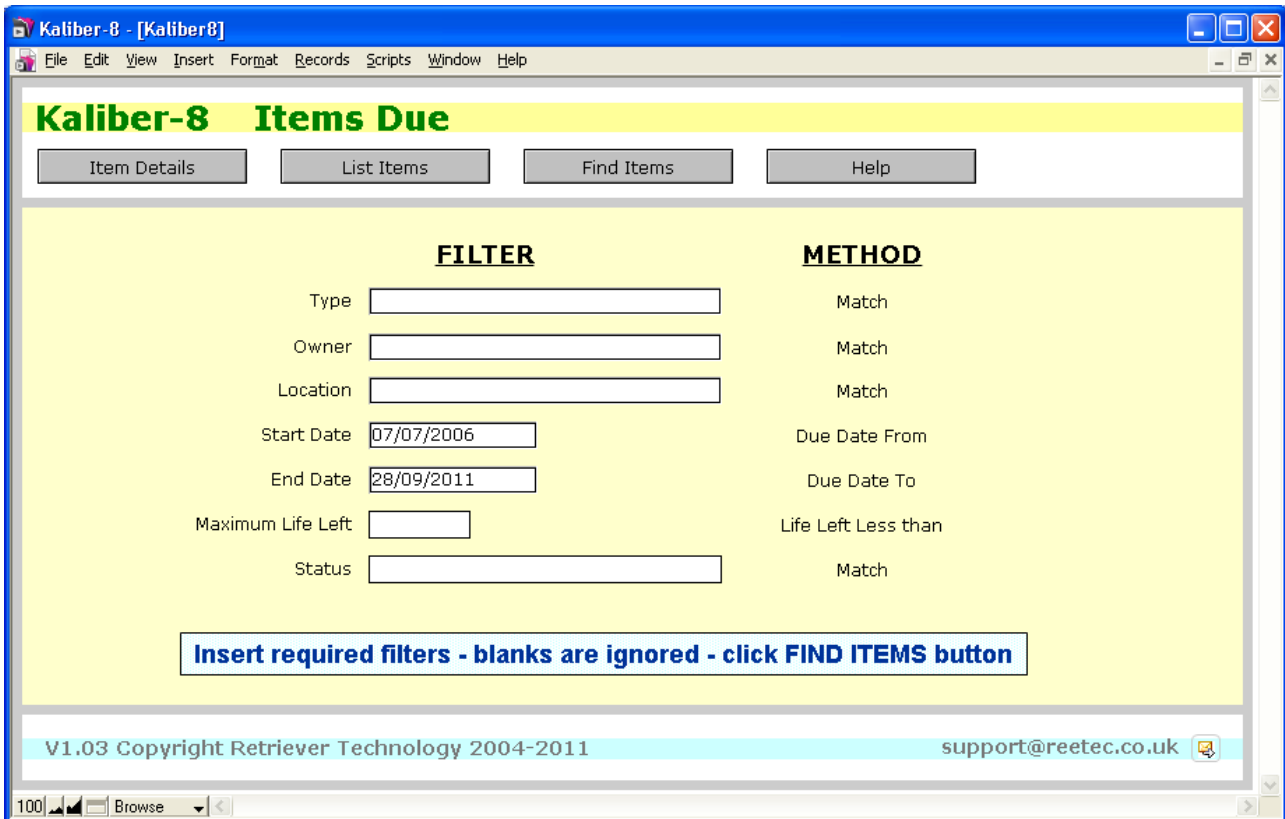 Kaliber-8 - [Kaliber8]
File Edit View Insert Format Records Scripts Window Help
Kaliber-8 Items Due
Item Details List Items Find Items Help
FILTER METHOD
Type Match
Owner Match
Location Match
Start Date 07/07/2006 Due Date From
End Date 28/09/2011 Due Date To
Maximum Life Left Life Left Less than
Status Match
Insert required filters - blanks are ignored - click FIND ITEMS button
V1.03 Copyright Retriever Technology 2004-2011 support@reetec.co.uk
100 Browse